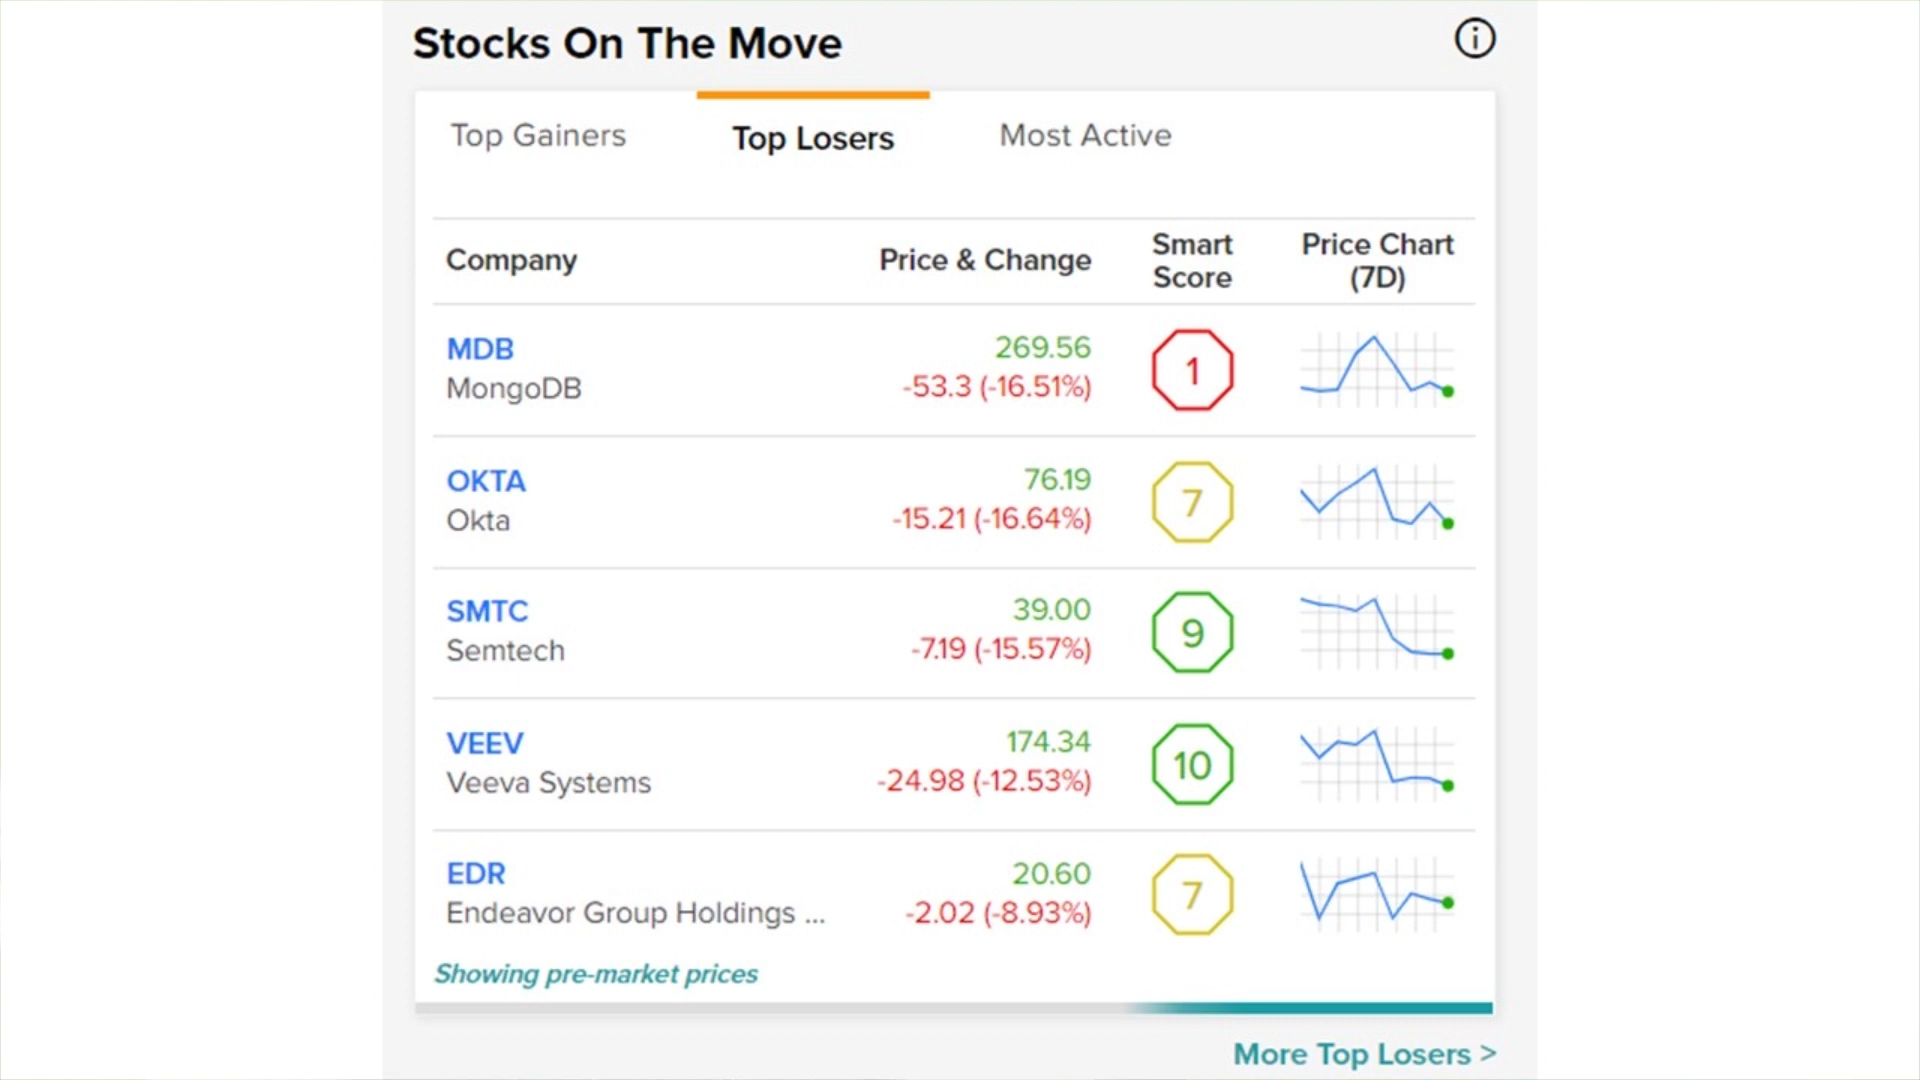 Stocks On The Move
Top Gainers Top Losers Most Active
Company Price & Change Smart Score Price Chart (7D)
MDB 269.56
MongoDB -53.3 (-16.51%) 1
OKTA 76.19
Okta -15.21 (-16.64%) 7
SMTC 39.00
Semtech -7.19 (-15.57%) 9
VEEV 174.34
Veeva Systems -24.98 (-12.53%) 10
EDR 20.60
Endeavor Group Holdings ... -2.02 (-8.93%) 7
Showing pre-market prices
More Top Losers >